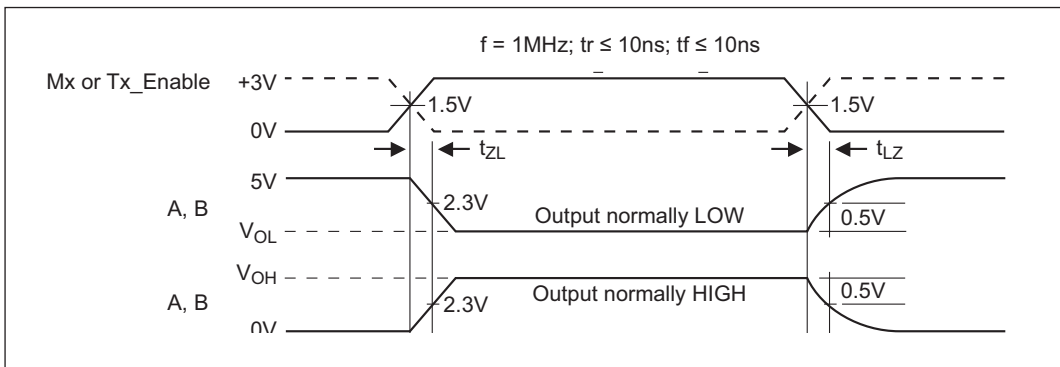 f = 1MHz; tr ≤ 10ns; tf ≤ 10ns
Mx or Tx_Enable
+3V
1.5V
1.5V
0V
tZL
tLZ
5V
A, B
2.3V
Output normally LOW
0.5V
VOL
VOH
A, B
2.3V
Output normally HIGH
0.5V
0V